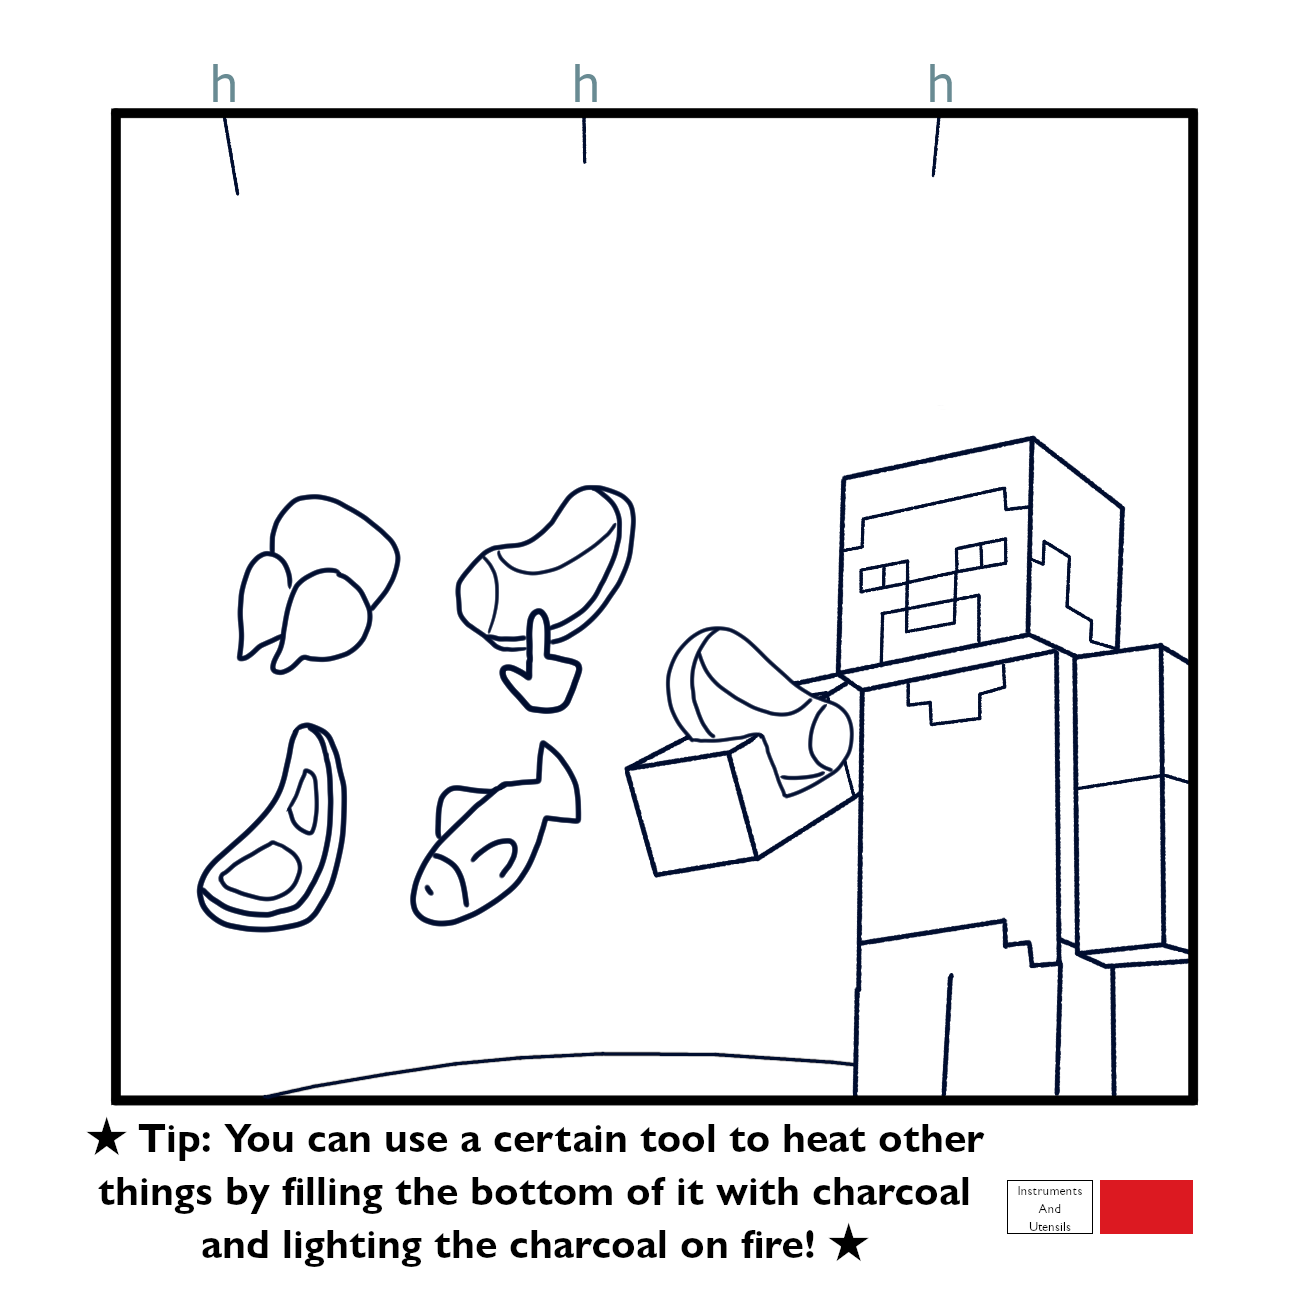 h h h
★ Tip: You can use a certain tool to heat other
things by filling the bottom of it with charcoal
and lighting the charcoal on fire! ★
Instruments
And
Utensils